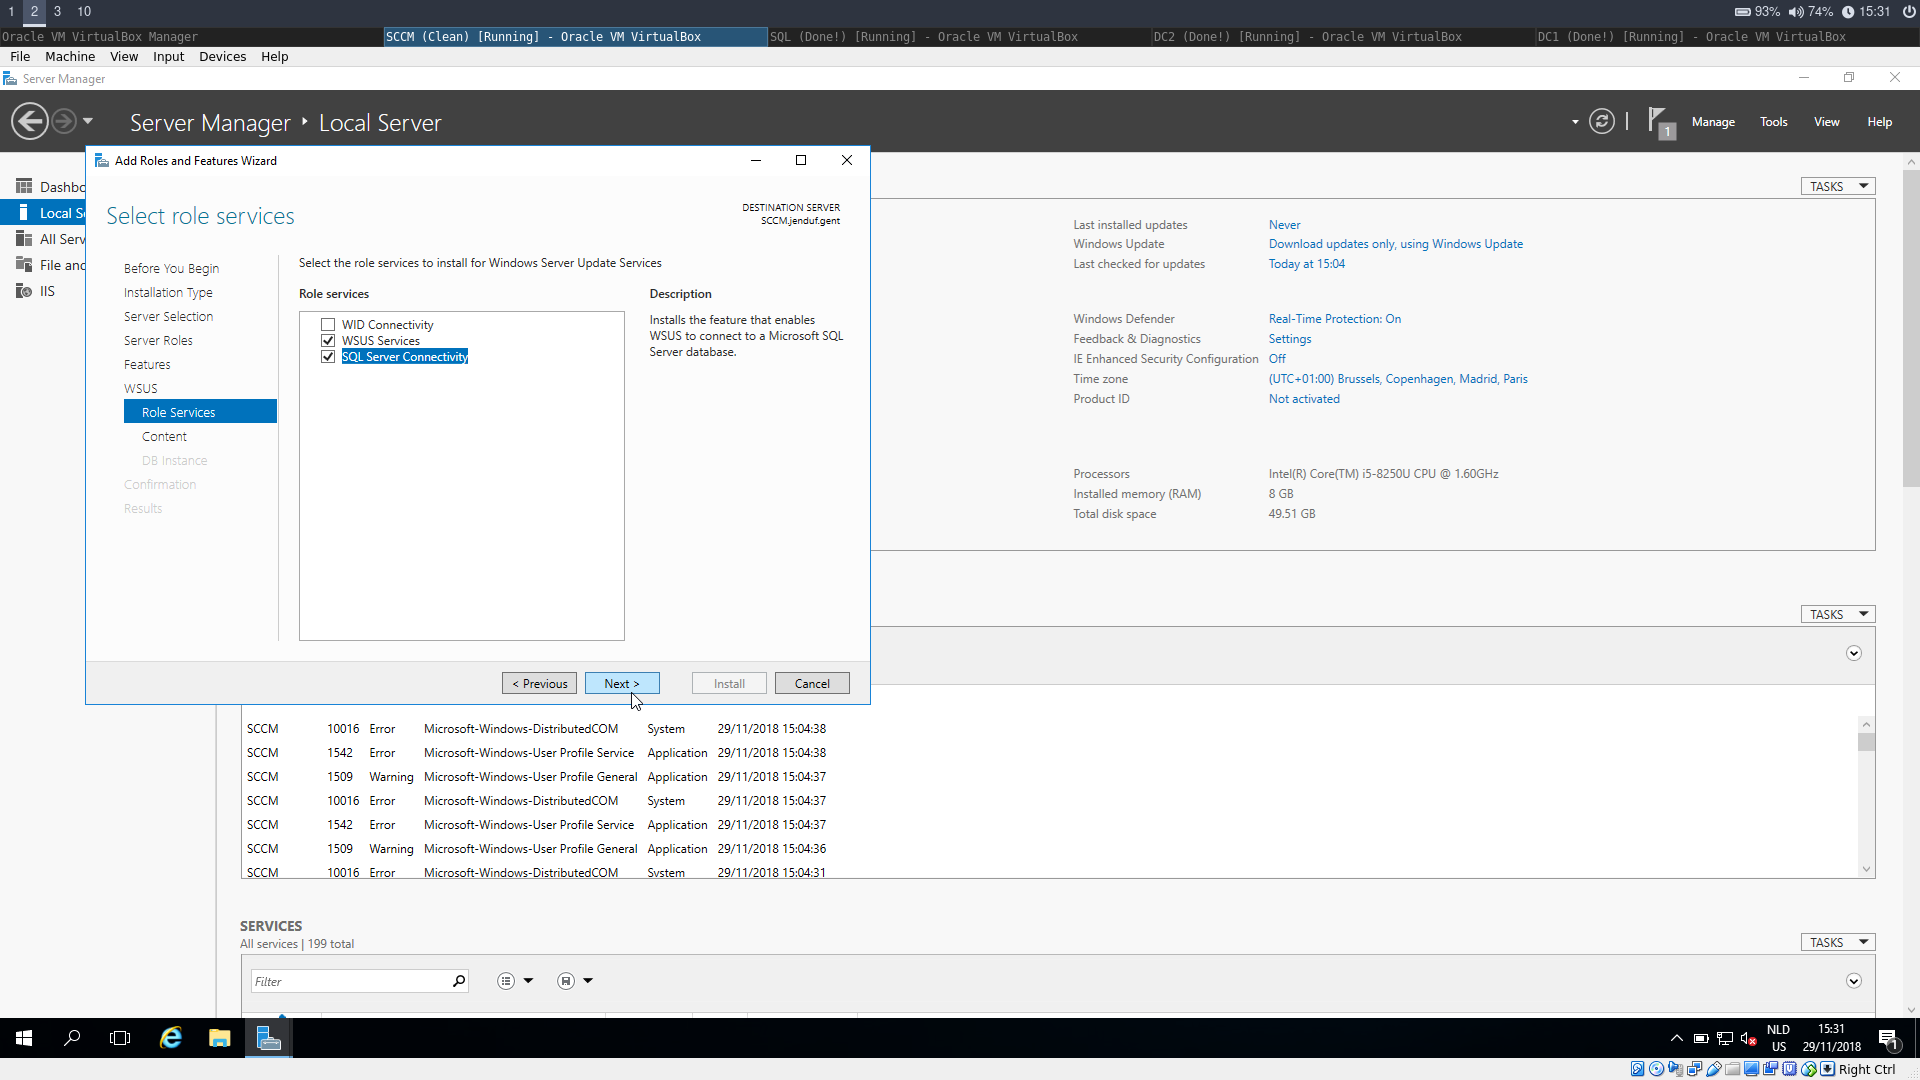 1 2 3 10
93% 74% 15:31
Oracle VM VirtualBox Manager
SCCM (Clean) [Running] - Oracle VM VirtualBox
SQL (Done!) [Running] - Oracle VM VirtualBox
DC2 (Done!) [Running] - Oracle VM VirtualBox
DC1 (Done!) [Running] - Oracle VM VirtualBox
File Machine View Input Devices Help
Server Manager
Server Manager Local Server
1
Manage Tools View Help
Dashbo
Local S
All Serv
File and
IIS
Add Roles and Features Wizard
Select role services
DESTINATION SERVER
SCCM.jenduf.gent
Before You Begin
Installation Type
Server Selection
Server Roles
Features
WSUS
Role Services
Content
DB Instance
Confirmation
Results
Select the role services to install for Windows Server Update Services
Role services
WID Connectivity
WSUS Services
SQL Server Connectivity
Description
Installs the feature that enables
WSUS to connect to a Microsoft SQL
Server database.
< Previous
Next >
Install
Cancel
TASKS
Last installed updates Never
Windows Update Download updates only, using Windows Update
Last checked for updates Today at 15:04
Windows Defender Real-Time Protection: On
Feedback & Diagnostics Settings
IE Enhanced Security Configuration Off
Time zone (UTC+01:00) Brussels, Copenhagen, Madrid, Paris
Product ID Not activated
Processors Intel(R) Core(TM) i5-8250U CPU @ 1.60GHz
Installed memory (RAM) 8 GB
Total disk space 49.51 GB
TASKS
SCCM 10016 Error Microsoft-Windows-DistributedCOM System 29/11/2018 15:04:38
SCCM 1542 Error Microsoft-Windows-User Profile Service Application 29/11/2018 15:04:38
SCCM 1509 Warning Microsoft-Windows-User Profile General Application 29/11/2018 15:04:37
SCCM 10016 Error Microsoft-Windows-DistributedCOM System 29/11/2018 15:04:37
SCCM 1542 Error Microsoft-Windows-User Profile Service Application 29/11/2018 15:04:37
SCCM 1509 Warning Microsoft-Windows-User Profile General Application 29/11/2018 15:04:36
SCCM 10016 Error Microsoft-Windows-DistributedCOM System 29/11/2018 15:04:31
SERVICES
All services | 199 total
TASKS
Filter
NLD
US
15:31
29/11/2018
1
Right Ctrl